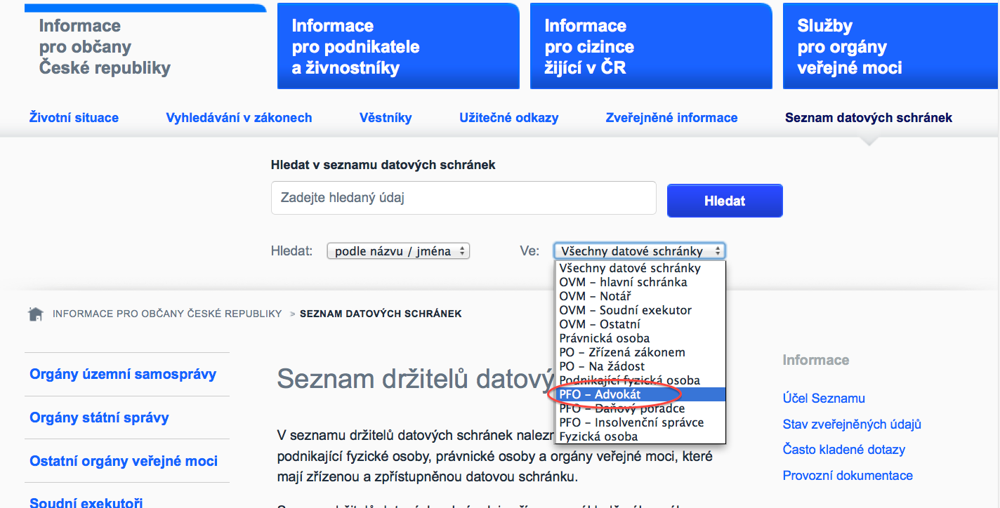 Informace
pro občany
České republiky
Informace
pro podnikatele
a živnostníky
Informace
pro cizince
žijící v ČR
Služby
pro orgány
veřejné moci
Životní situace
Vyhledávání v zákonech
Věstníky
Užitečné odkazy
Zveřejněné informace
Seznam datových schránek
Hledat v seznamu datových schránek
Zadejte hledaný údaj
Hledat
Hledat:
podle názvu / jména
Ve:
Všechny datové schránky
Všechny datové schránky
OVM – hlavní schránka
OVM – Notář
OVM – Soudní exekutor
OVM – Ostatní
Právnická osoba
PO – Zřízená zákonem
PO – Na žádost
Podnikající fyzická osoba
PFO – Advokát
PFO – Daňový poradce
PFO – Insolvenční správce
Fyzická osoba
INFORMACE PRO OBČANY ČESKÉ REPUBLIKY > SEZNAM DATOVÝCH SCHRÁNEK
Orgány územní samosprávy
Orgány státní správy
Ostatní orgány veřejné moci
Soudní exekutoři
Seznam držitelů
V seznamu držitelů datových schránek
podnikající fyzické osoby, právnické osoby a orgány veřejné moci, které
mají zřízenou a zpřístupněnou datovou schránku.
Informace
Účel Seznamu
Stav zveřejněných údajů
Často kladené dotazy
Provozní dokumentace